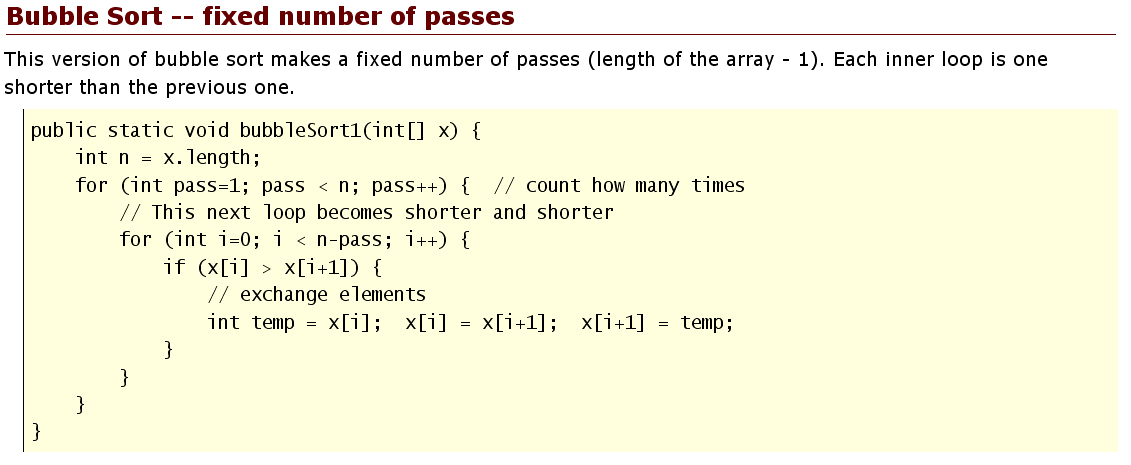 Bubble Sort -- fixed number of passes
This version of bubble sort makes a fixed number of passes (length of the array - 1). Each inner loop is one
shorter than the previous one.
public static void bubbleSort1(int[] x) {
    int n = x.length;
    for (int pass=1; pass < n; pass++) {  // count how many times
        // This next loop becomes shorter and shorter
        for (int i=0; i < n-pass; i++) {
            if (x[i] > x[i+1]) {
                // exchange elements
                int temp = x[i];  x[i] = x[i+1];  x[i+1] = temp;
            }
        }
    }
}